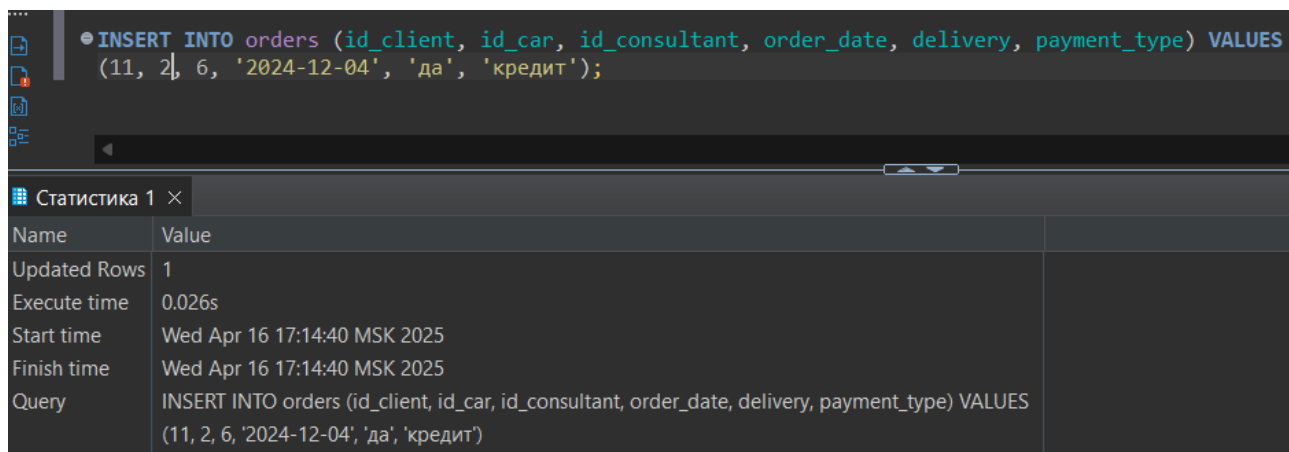 INSERT INTO orders (id_client, id_car, id_consultant, order_date, delivery, payment_type) VALUES
(11, 2, 6, '2024-12-04', 'да', 'кредит');
Статистика 1
Name Value
Updated Rows 1
Execute time 0.026s
Start time Wed Apr 16 17:14:40 MSK 2025
Finish time Wed Apr 16 17:14:40 MSK 2025
Query INSERT INTO orders (id_client, id_car, id_consultant, order_date, delivery, payment_type) VALUES
(11, 2, 6, '2024-12-04', 'да', 'кредит')